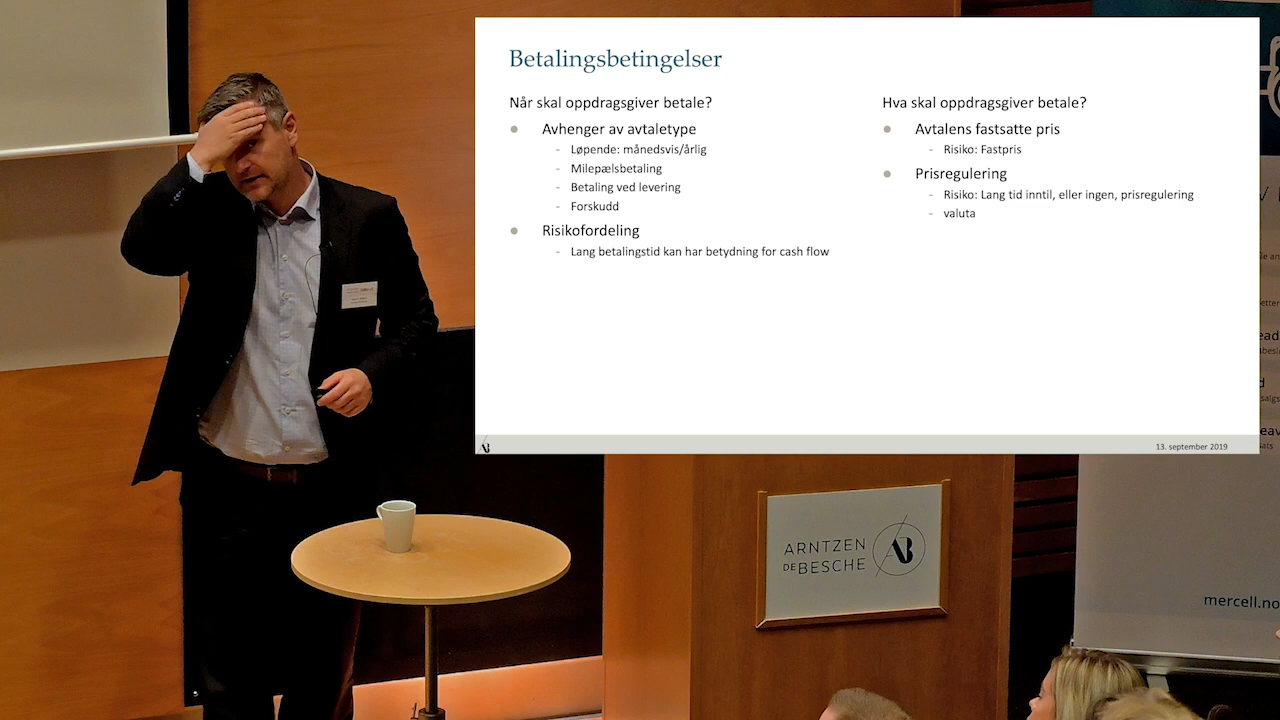 Betalingsbetingelser
Når skal oppdragsgiver betale?
Avhenger av avtaletype
- Løpende: månedsvis/årlig
- Milepælsbetaling
- Betaling ved levering
- Forskudd
Risikofordeling
- Lang betalingstid kan har betydning for cash flow
Hva skal oppdragsgiver betale?
Avtalens fastsatte pris
- Risiko: Fastpris
Prisregulering
- Risiko: Lang tid inntil, eller ingen, prisregulering
- valuta
13. september 2019
ARNTZEN
DE BESCHE
mercell.no